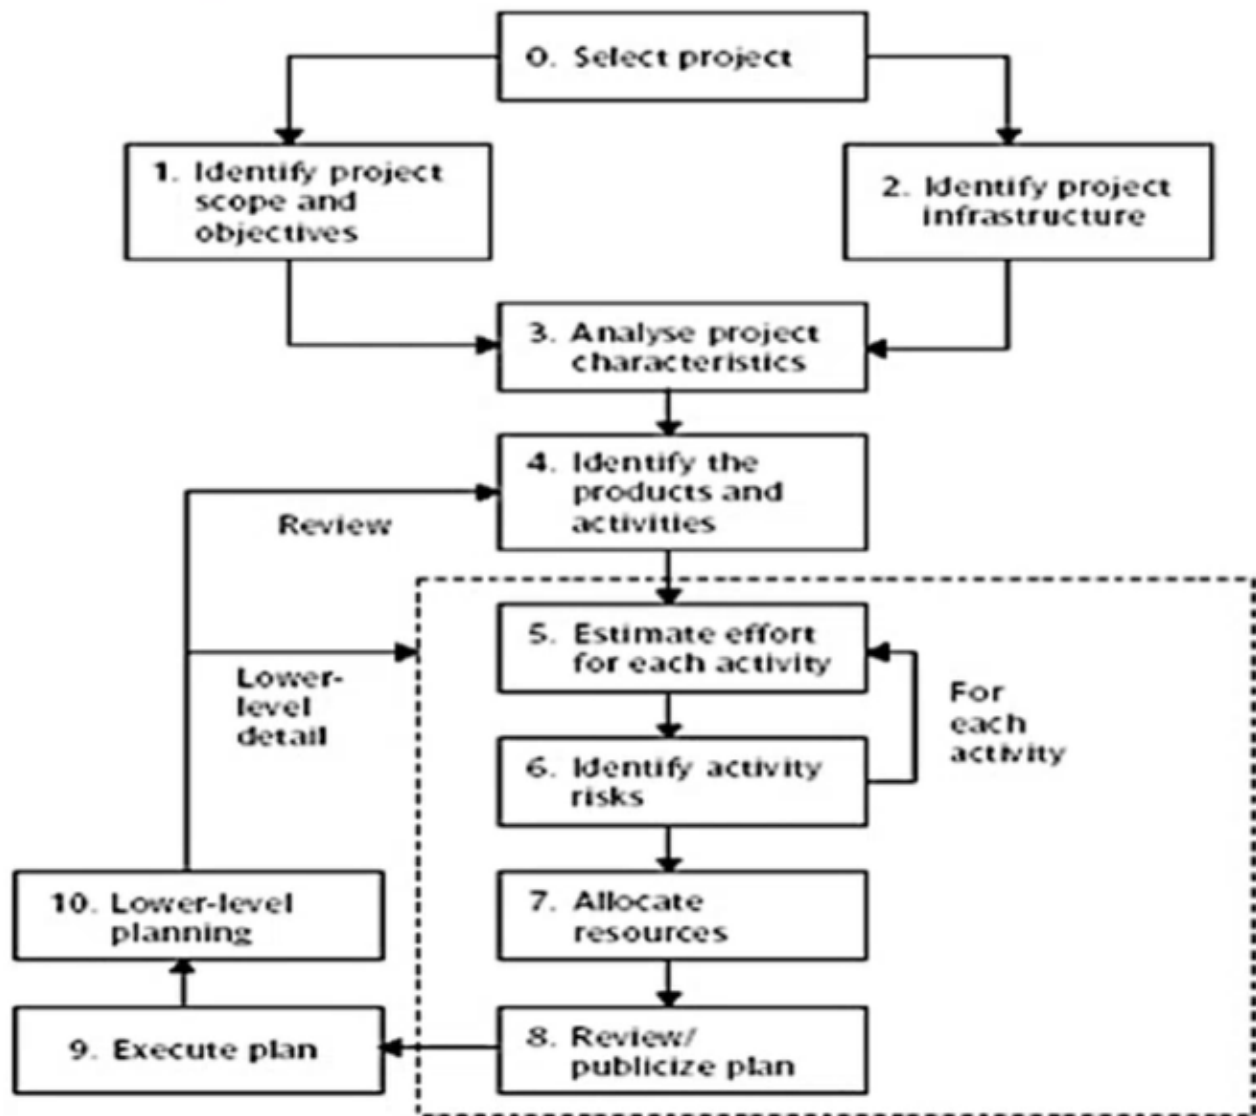 0. Select project
1. Identify project
scope and
objectives
2. Identify project
infrastructure
3. Analyse project
characteristics
4. Identify the
products and
activities
Review
5. Estimate effort
for each activity
Lower-
level
detail
For
each
activity
6. Identify activity
risks
7. Allocate
resources
10. Lower-level
planning
8. Review/
publicize plan
9. Execute plan